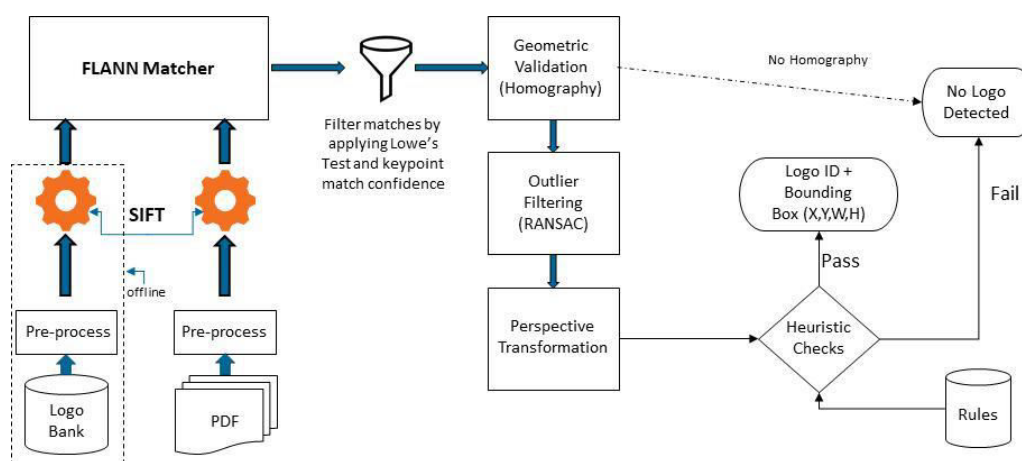 FLANN Matcher
Filter matches by
applying Lowe's
Test and keypoint
match confidence
Geometric
Validation
(Homography)
No Homography
No Logo
Detected
SIFT
Outlier
Filtering
(RANSAC)
Logo ID +
Bounding
Box (X,Y,W,H)
Fail
Pass
offline
Pre-process
Pre-process
Perspective
Transformation
Heuristic
Checks
Logo
Bank
PDF
Rules